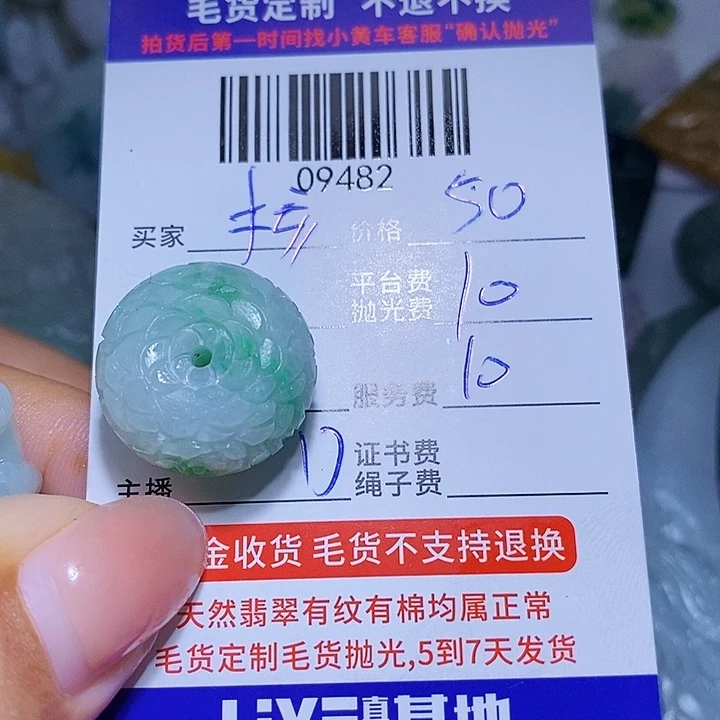 毛货定制 不退不换
拍货后第一时间找小黄车客服“确认抛光”
09482
买家 价格 50
平台费
抛光费 10
服务费 10
证书费
主播 绳子费
金收货 毛货不支持退换
天然翡翠有纹有棉均属正常
毛货定制毛货抛光,5到7天发货
基地